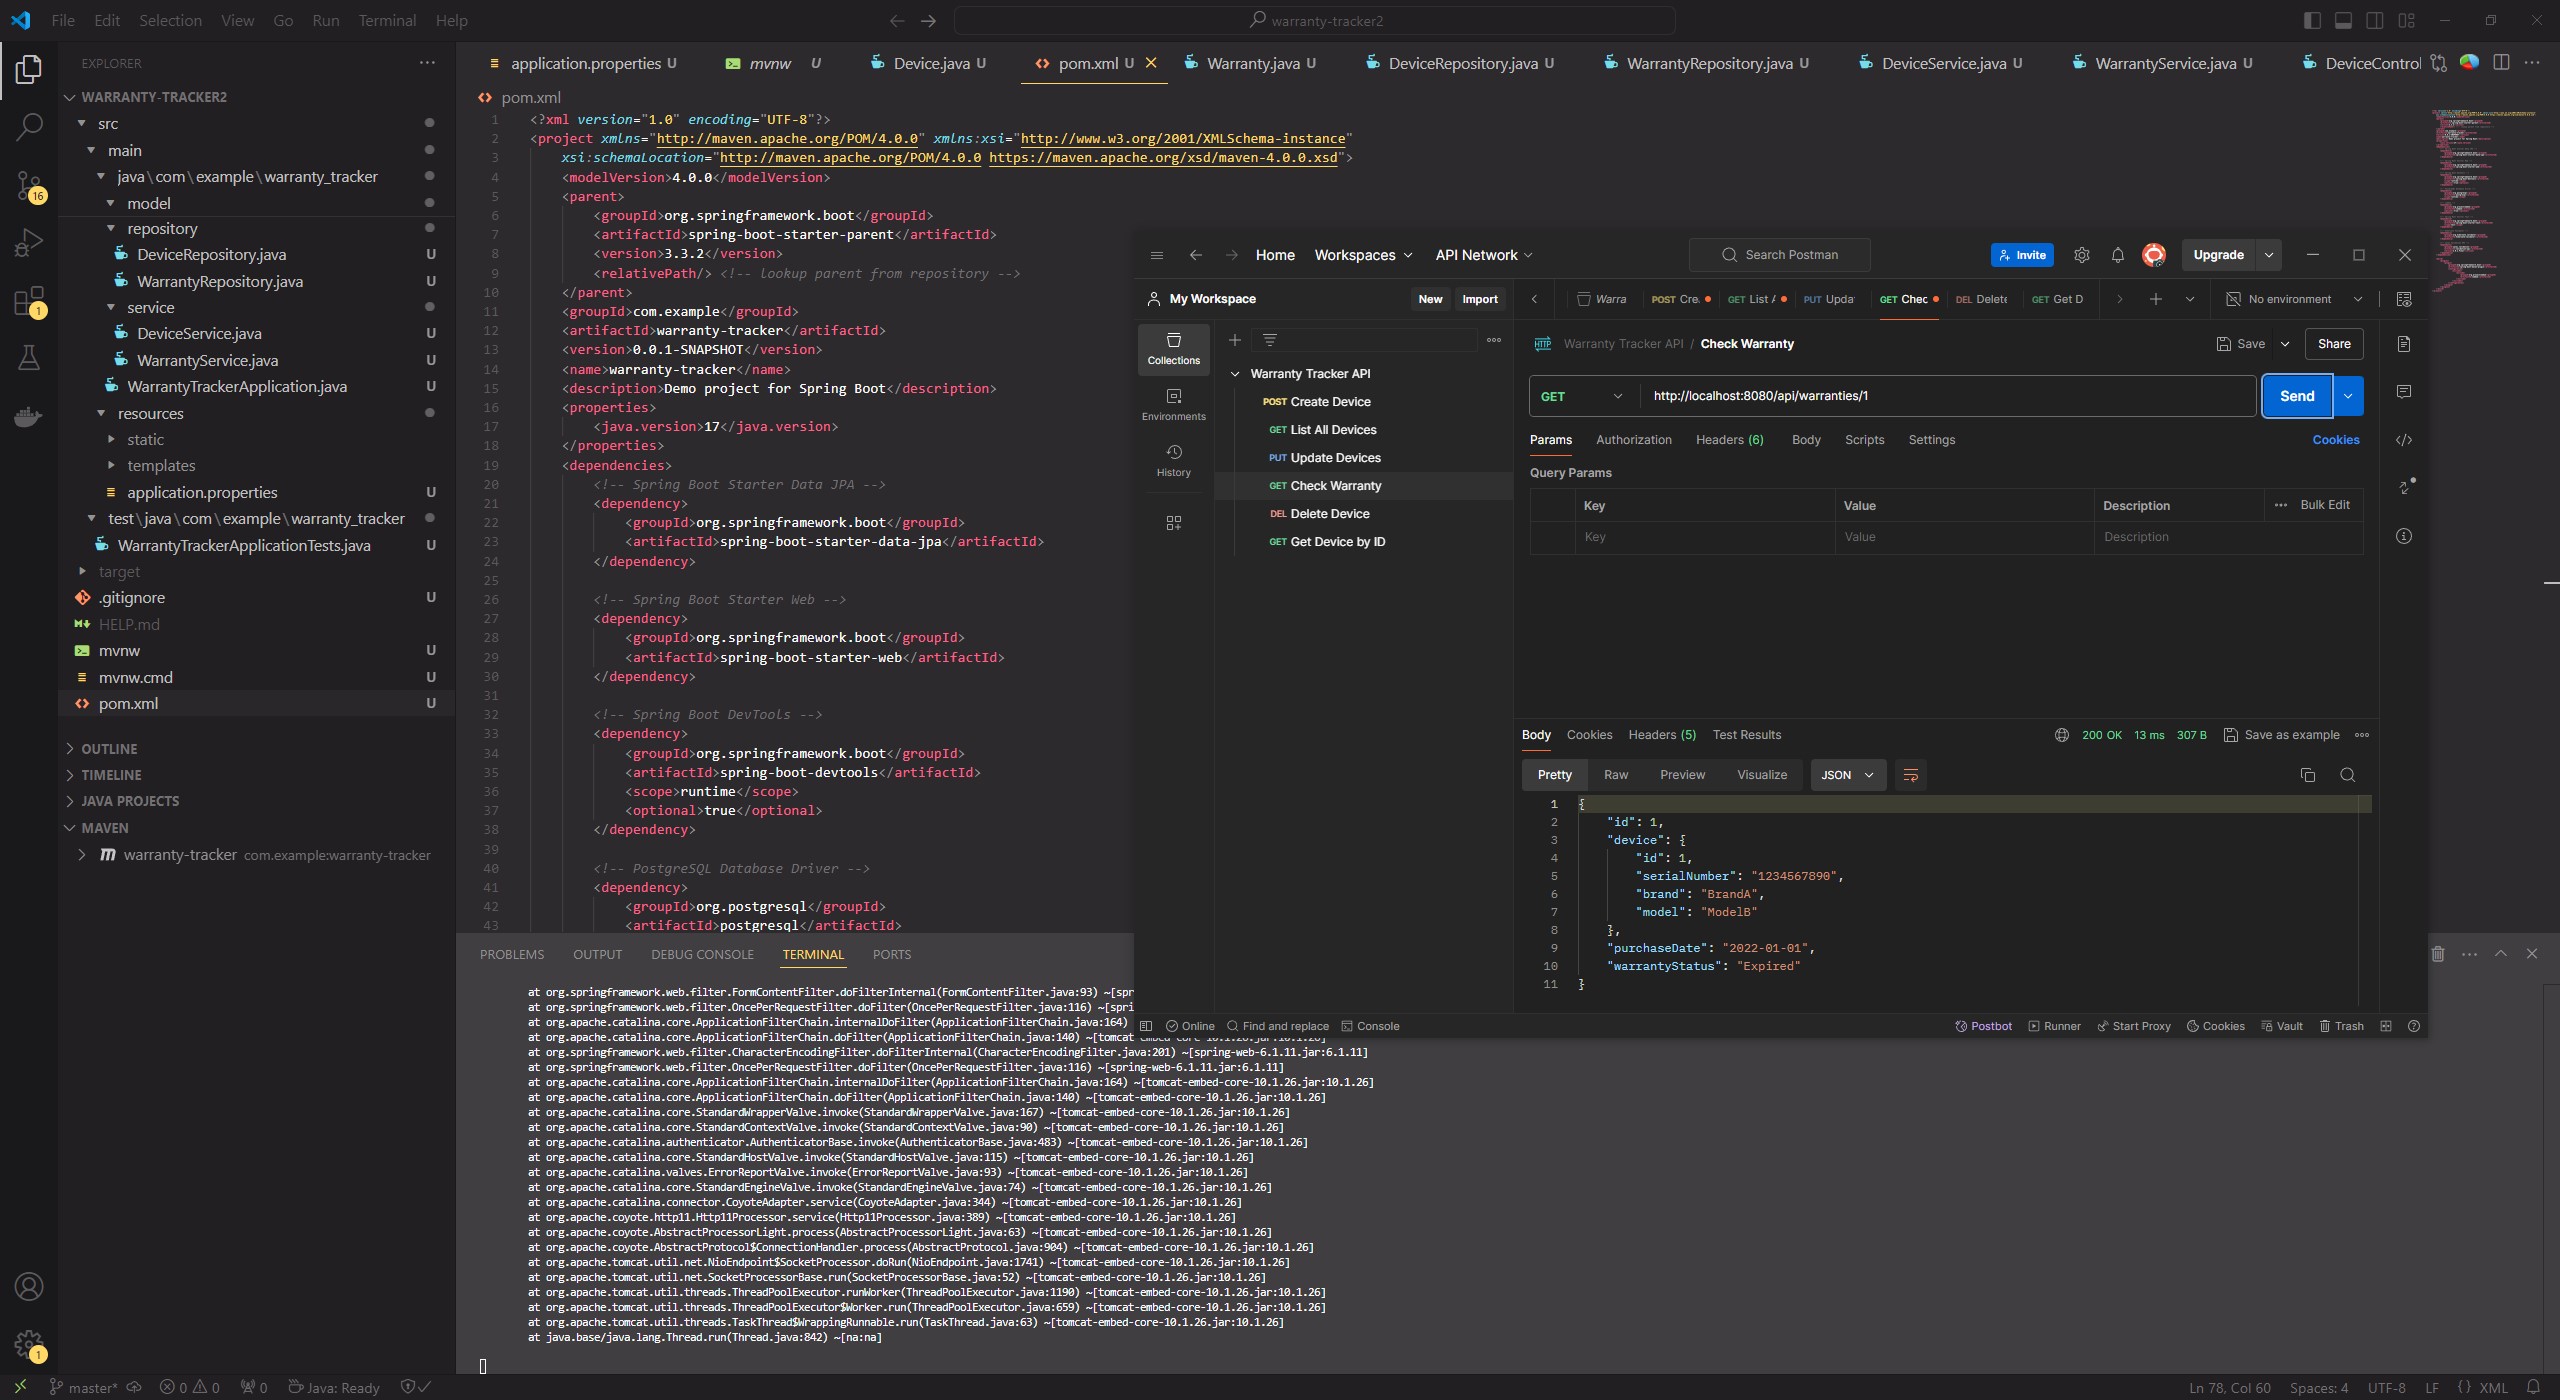 File Edit Selection View Go Run Terminal Help
warranty-tracker2
EXPLORER
WARRANTY-TRACKER2
src
main
java\com\example\warranty_tracker
model
repository
DeviceRepository.java U
WarrantyRepository.java U
service
DeviceService.java U
WarrantyService.java U
WarrantyTrackerApplication.java U
resources
static
templates
application.properties U
test\java\com\example\warranty_tracker
WarrantyTrackerApplicationTests.java U
target
.gitignore U
HELP.md
mvnw U
mvnw.cmd U
pom.xml U
OUTLINE
TIMELINE
JAVA PROJECTS
MAVEN
warranty-tracker com.example:warranty-tracker
16
1
1
application.properties U mvnw U Device.java U pom.xml U Warranty.java U DeviceRepository.java U WarrantyRepository.java U DeviceService.java U WarrantyService.java U DeviceControl
pom.xml
1 <?xml version="1.0" encoding="UTF-8"?>
2 <project xmlns="http://maven.apache.org/POM/4.0.0" xmlns:xsi="http://www.w3.org/2001/XMLSchema-instance"
3 xsi:schemaLocation="http://maven.apache.org/POM/4.0.0 https://maven.apache.org/xsd/maven-4.0.0.xsd">
4 <modelVersion>4.0.0</modelVersion>
5 <parent>
6 <groupId>org.springframework.boot</groupId>
7 <artifactId>spring-boot-starter-parent</artifactId>
8 <version>3.3.2</version>
9 <relativePath/> <!-- lookup parent from repository -->
10 </parent>
11 <groupId>com.example</groupId>
12 <artifactId>warranty-tracker</artifactId>
13 <version>0.0.1-SNAPSHOT</version>
14 <name>warranty-tracker</name>
15 <description>Demo project for Spring Boot</description>
16 <properties>
17 <java.version>17</java.version>
18 </properties>
19 <dependencies>
20 <!-- Spring Boot Starter Data JPA -->
21 <dependency>
22 <groupId>org.springframework.boot</groupId>
23 <artifactId>spring-boot-starter-data-jpa</artifactId>
24 </dependency>
25
26 <!-- Spring Boot Starter Web -->
27 <dependency>
28 <groupId>org.springframework.boot</groupId>
29 <artifactId>spring-boot-starter-web</artifactId>
30 </dependency>
31
32 <!-- Spring Boot DevTools -->
33 <dependency>
34 <groupId>org.springframework.boot</groupId>
35 <artifactId>spring-boot-devtools</artifactId>
36 <scope>runtime</scope>
37 <optional>true</optional>
38 </dependency>
39
40 <!-- PostgreSQL Database Driver -->
41 <dependency>
42 <groupId>org.postgresql</groupId>
43 <artifactId>postgresql</artifactId>
Home Workspaces API Network Search Postman Invite Upgrade
My Workspace New Import
Warra POST Cre. GET List A PUT Upda GET Chec DEL Delete GET Get D No environment
Collections
Environments
History
Warranty Tracker API
POST Create Device
GET List All Devices
PUT Update Devices
GET Check Warranty
DEL Delete Device
GET Get Device by ID
HTTP Warranty Tracker API / Check Warranty Save Share
GET http://localhost:8080/api/warranties/1 Send
Params Authorization Headers (6) Body Scripts Settings Cookies
Query Params
Key Value Description Bulk Edit
Key Value Description
Body Cookies Headers (5) Test Results 200 OK 13 ms 307 B Save as example
Pretty Raw Preview Visualize JSON
1 {
2 "id": 1,
3 "device": {
4 "id": 1,
5 "serialNumber": "1234567890",
6 "brand": "BrandA",
7 "model": "ModelB"
8 },
9 "purchaseDate": "2022-01-01",
10 "warrantyStatus": "Expired"
11 }
Online Find and replace Console Postbot Runner Start Proxy Cookies Vault Trash
PROBLEMS OUTPUT DEBUG CONSOLE TERMINAL PORTS
at org.springframework.web.filter.FormContentFilter.doFilterInternal(FormContentFilter.java:93) ~[spr
at org.springframework.web.filter.OncePerRequestFilter.doFilter(OncePerRequestFilter.java:116) ~[spri
at org.apache.catalina.core.ApplicationFilterChain.internalDoFilter(ApplicationFilterChain.java:164)
at org.apache.catalina.core.ApplicationFilterChain.doFilter(ApplicationFilterChain.java:140) ~[tomcat-embed-core-10.1.26.jar:10.1.26]
at org.springframework.web.filter.CharacterEncodingFilter.doFilterInternal(CharacterEncodingFilter.java:201) ~[spring-web-6.1.11.jar:6.1.11]
at org.springframework.web.filter.OncePerRequestFilter.doFilter(OncePerRequestFilter.java:116) ~[spring-web-6.1.11.jar:6.1.11]
at org.apache.catalina.core.ApplicationFilterChain.internalDoFilter(ApplicationFilterChain.java:164) ~[tomcat-embed-core-10.1.26.jar:10.1.26]
at org.apache.catalina.core.ApplicationFilterChain.doFilter(ApplicationFilterChain.java:140) ~[tomcat-embed-core-10.1.26.jar:10.1.26]
at org.apache.catalina.core.StandardWrapperValve.invoke(StandardWrapperValve.java:167) ~[tomcat-embed-core-10.1.26.jar:10.1.26]
at org.apache.catalina.core.StandardContextValve.invoke(StandardContextValve.java:90) ~[tomcat-embed-core-10.1.26.jar:10.1.26]
at org.apache.catalina.authenticator.AuthenticatorBase.invoke(AuthenticatorBase.java:483) ~[tomcat-embed-core-10.1.26.jar:10.1.26]
at org.apache.catalina.core.StandardHostValve.invoke(StandardHostValve.java:115) ~[tomcat-embed-core-10.1.26.jar:10.1.26]
at org.apache.catalina.valves.ErrorReportValve.invoke(ErrorReportValve.java:93) ~[tomcat-embed-core-10.1.26.jar:10.1.26]
at org.apache.catalina.core.StandardEngineValve.invoke(StandardEngineValve.java:74) ~[tomcat-embed-core-10.1.26.jar:10.1.26]
at org.apache.catalina.connector.CoyoteAdapter.service(CoyoteAdapter.java:344) ~[tomcat-embed-core-10.1.26.jar:10.1.26]
at org.apache.coyote.http11.Http11Processor.service(Http11Processor.java:389) ~[tomcat-embed-core-10.1.26.jar:10.1.26]
at org.apache.coyote.AbstractProcessorLight.process(AbstractProcessorLight.java:63) ~[tomcat-embed-core-10.1.26.jar:10.1.26]
at org.apache.coyote.AbstractProtocol$ConnectionHandler.process(AbstractProtocol.java:904) ~[tomcat-embed-core-10.1.26.jar:10.1.26]
at org.apache.tomcat.util.net.NioEndpoint$SocketProcessor.doRun(NioEndpoint.java:1741) ~[tomcat-embed-core-10.1.26.jar:10.1.26]
at org.apache.tomcat.util.net.SocketProcessorBase.run(SocketProcessorBase.java:52) ~[tomcat-embed-core-10.1.26.jar:10.1.26]
at org.apache.tomcat.util.threads.ThreadPoolExecutor.runWorker(ThreadPoolExecutor.java:1190) ~[tomcat-embed-core-10.1.26.jar:10.1.26]
at org.apache.tomcat.util.threads.ThreadPoolExecutor$Worker.run(ThreadPoolExecutor.java:659) ~[tomcat-embed-core-10.1.26.jar:10.1.26]
at org.apache.tomcat.util.threads.TaskThread$WrappingRunnable.run(TaskThread.java:63) ~[tomcat-embed-core-10.1.26.jar:10.1.26]
at java.base/java.lang.Thread.run(Thread.java:842) ~[na:na]
master* 0 0 0 Java: Ready Ln 78, Col 60 Spaces: 4 UTF-8 LF {} XML